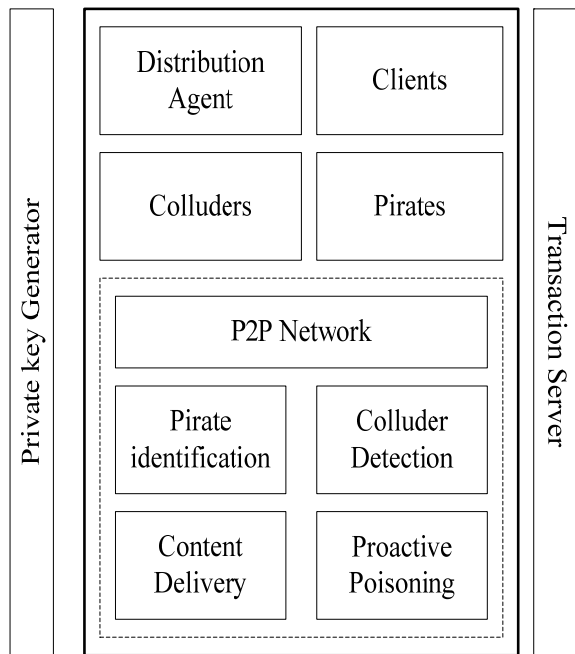 Private key Generator
Distribution
Agent
Clients
Colluders
Pirates
P2P Network
Pirate
identification
Colluder
Detection
Content
Delivery
Proactive
Poisoning
Transaction Server